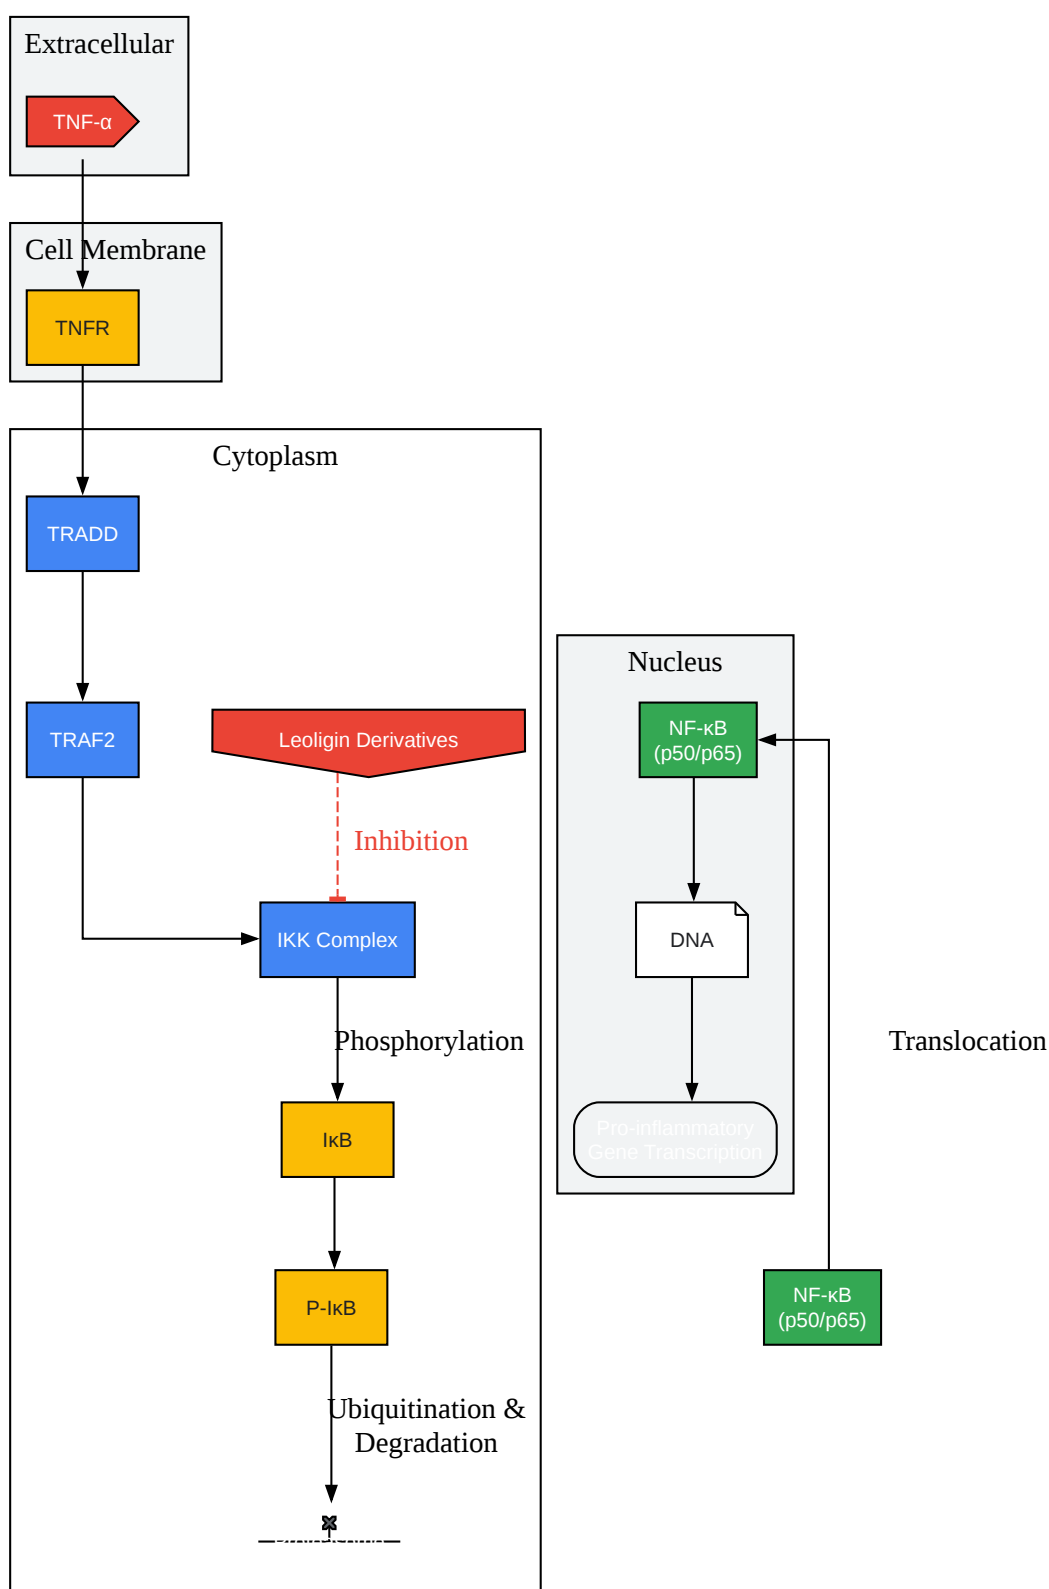 Extracellular
TNF-α
Cell Membrane
TNFR
Cytoplasm
TRADD
TRAF2
Leoligin Derivatives
Inhibition
IKK Complex
Phosphorylation
IκB
P-IκB
Ubiquitination &
Degradation
Nucleus
NF-κB
(p50/p65)
DNA
Pro-inflammatory
Gene Transcription
Translocation
NF-κB
(p50/p65)